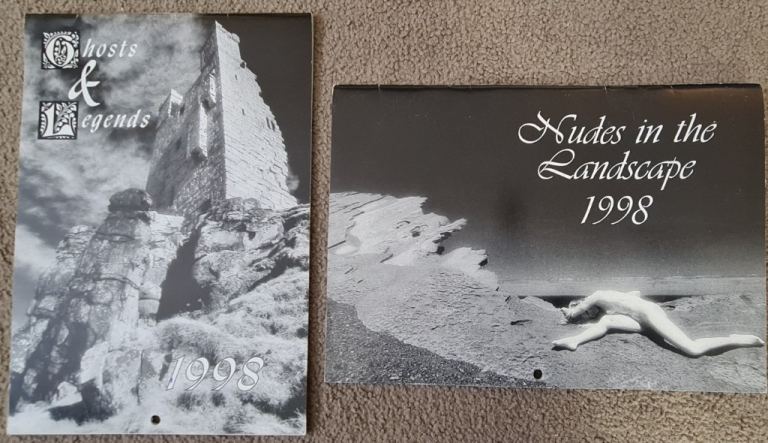 Ghosts
&
Legends
1998
Nudes in the
Landscape
1998